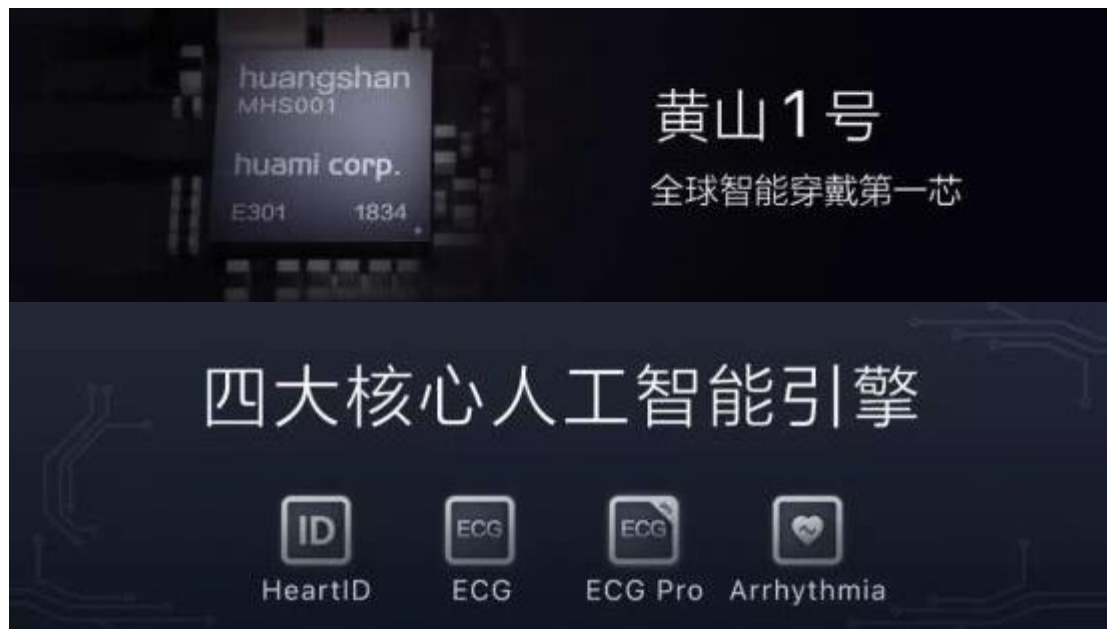 huangshan
MHS001
huami corp.
E301 1834
黄山1号
全球智能穿戴第一芯
四大核心人工智能引擎
ID ECG ECG
HeartID ECG ECG Pro Arrhythmia